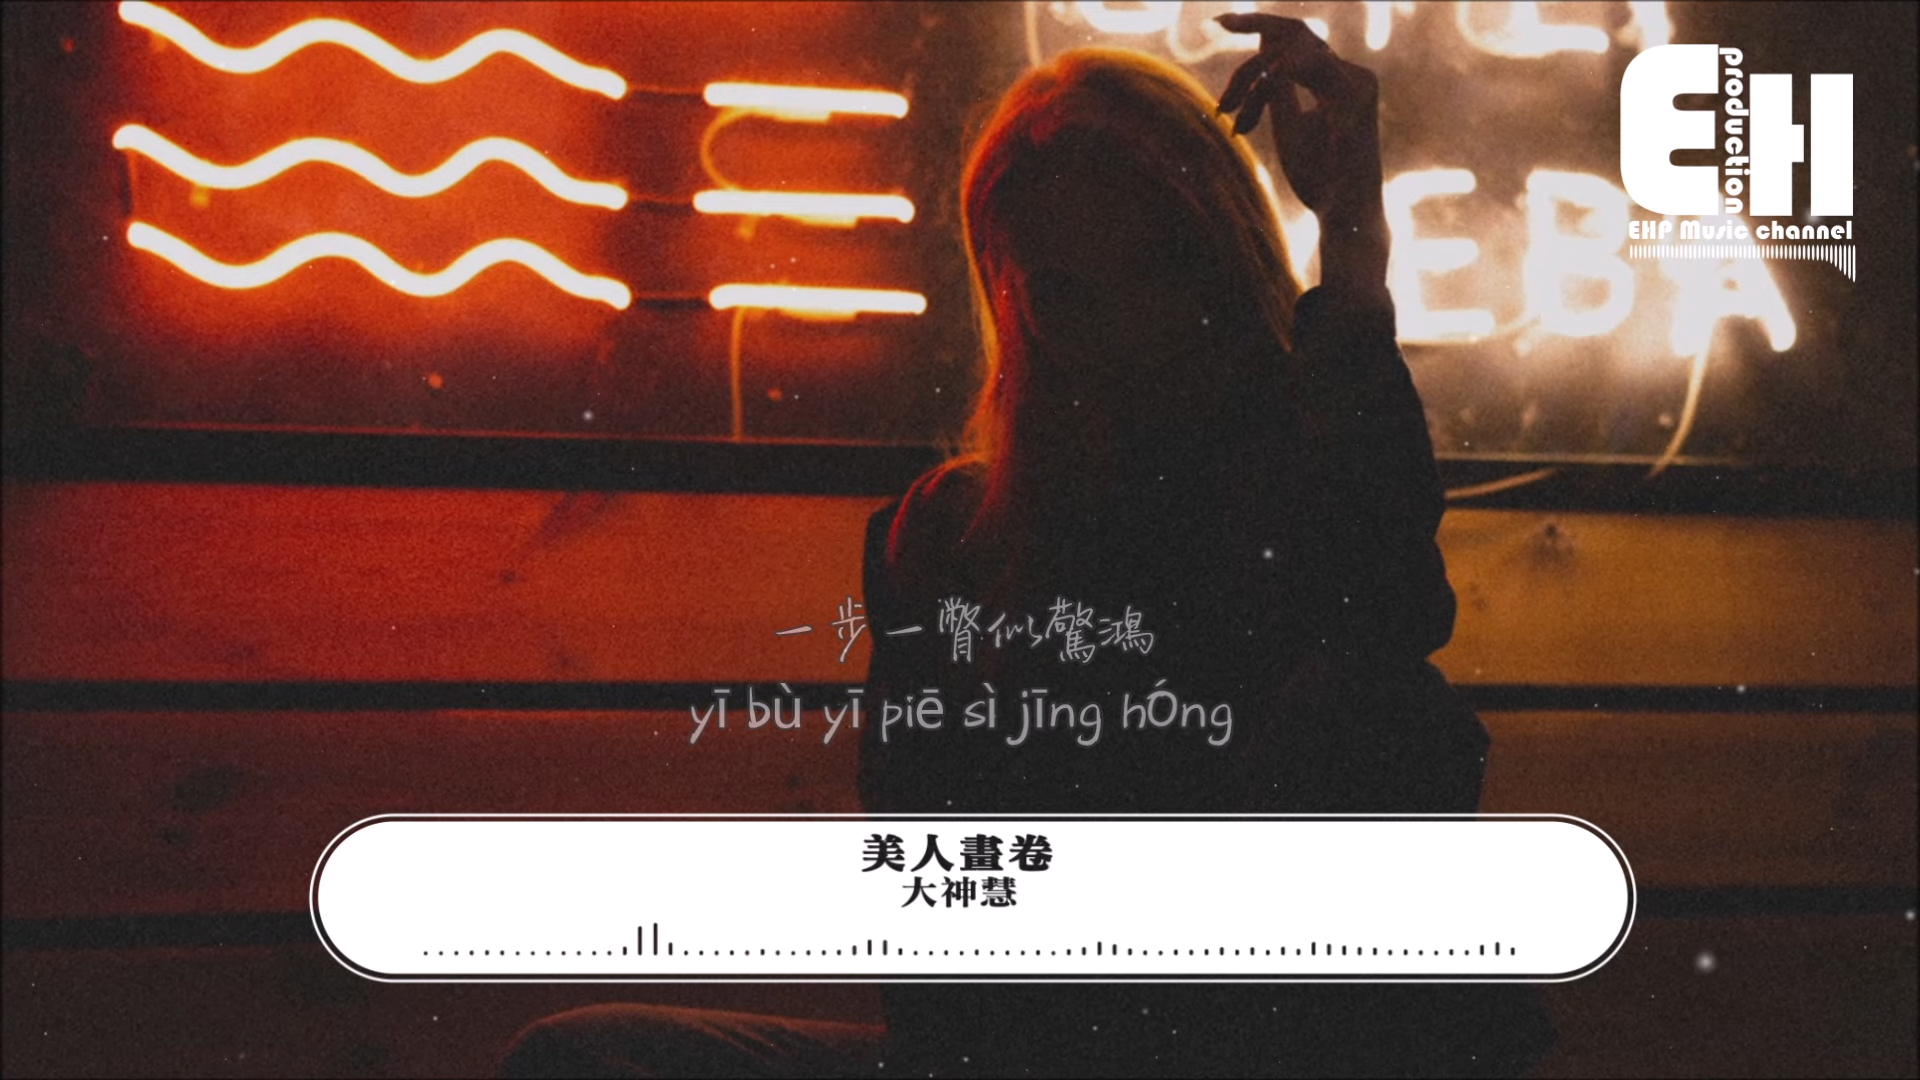 EH
production
EHP Music channel
EBA
一步一瞥似驚鴻
yī bù yī piē sì jīng hóng
美人畫卷
大神慧